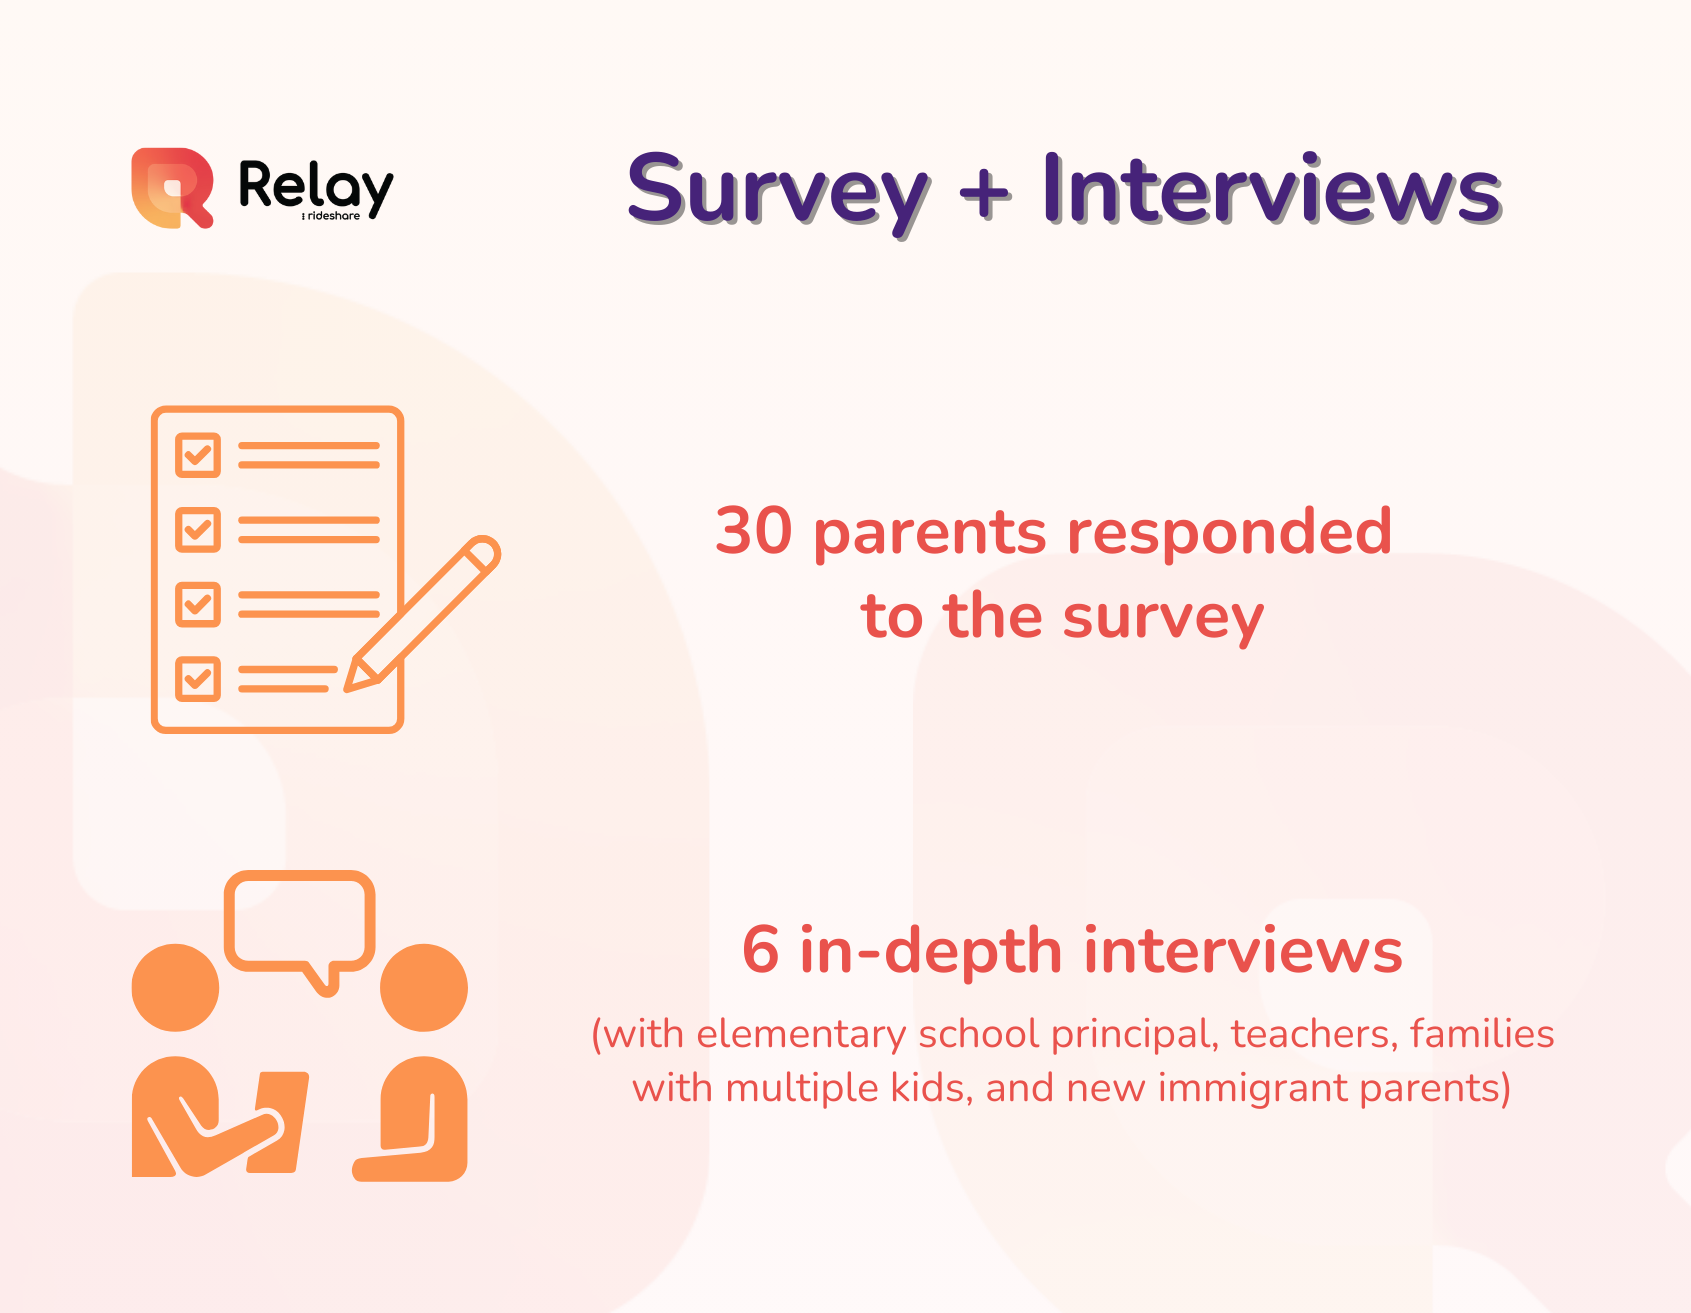 Relay
: rideshare
Survey + Interviews
30 parents responded
to the survey
6 in-depth interviews
(with elementary school principal, teachers, families
with multiple kids, and new immigrant parents)